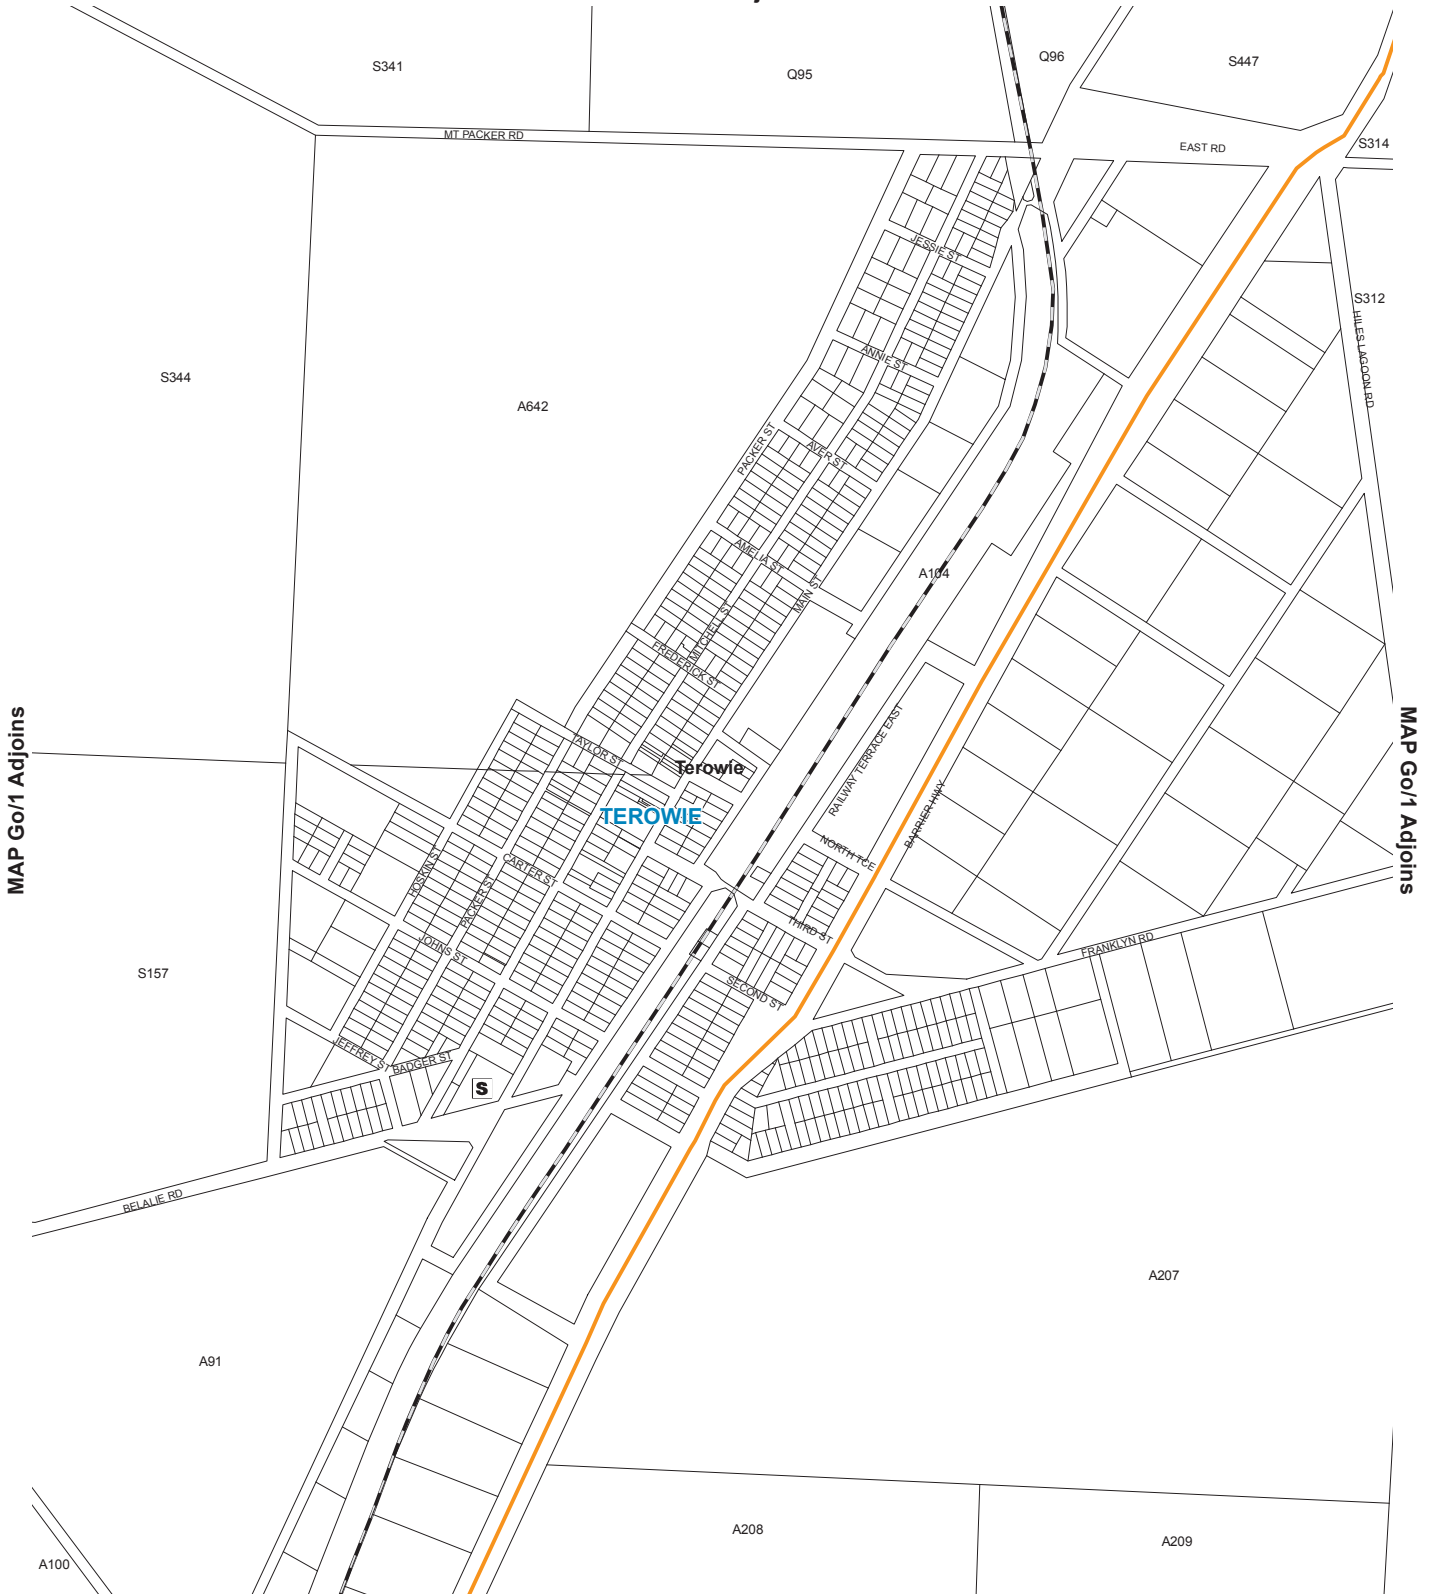 S341
Q95
Q96
S447
MT PACKER RD
EAST RD
S314
JESSIE ST
S312
HILES LAGOON RD
ANNIE ST
S344
A642
PACKER ST
AVER ST
AMELIA ST
A104
MAIN ST
MITCHELL ST
FREDERICK ST
MAP Go/1 Adjoins
MAP Go/1 Adjoins
RAILWAY TERRACE EAST
TAYLOR ST
Terowie
TEROWIE
BARRIER HWY
NORTH TCE
HOSKIN ST
CARTER ST
PACKER ST
THIRD ST
JOHNS ST
FRANKLYN RD
S157
SECOND ST
JEFFREY ST
BADGER ST
S
BELALIE RD
A207
A91
A208
A209
A100